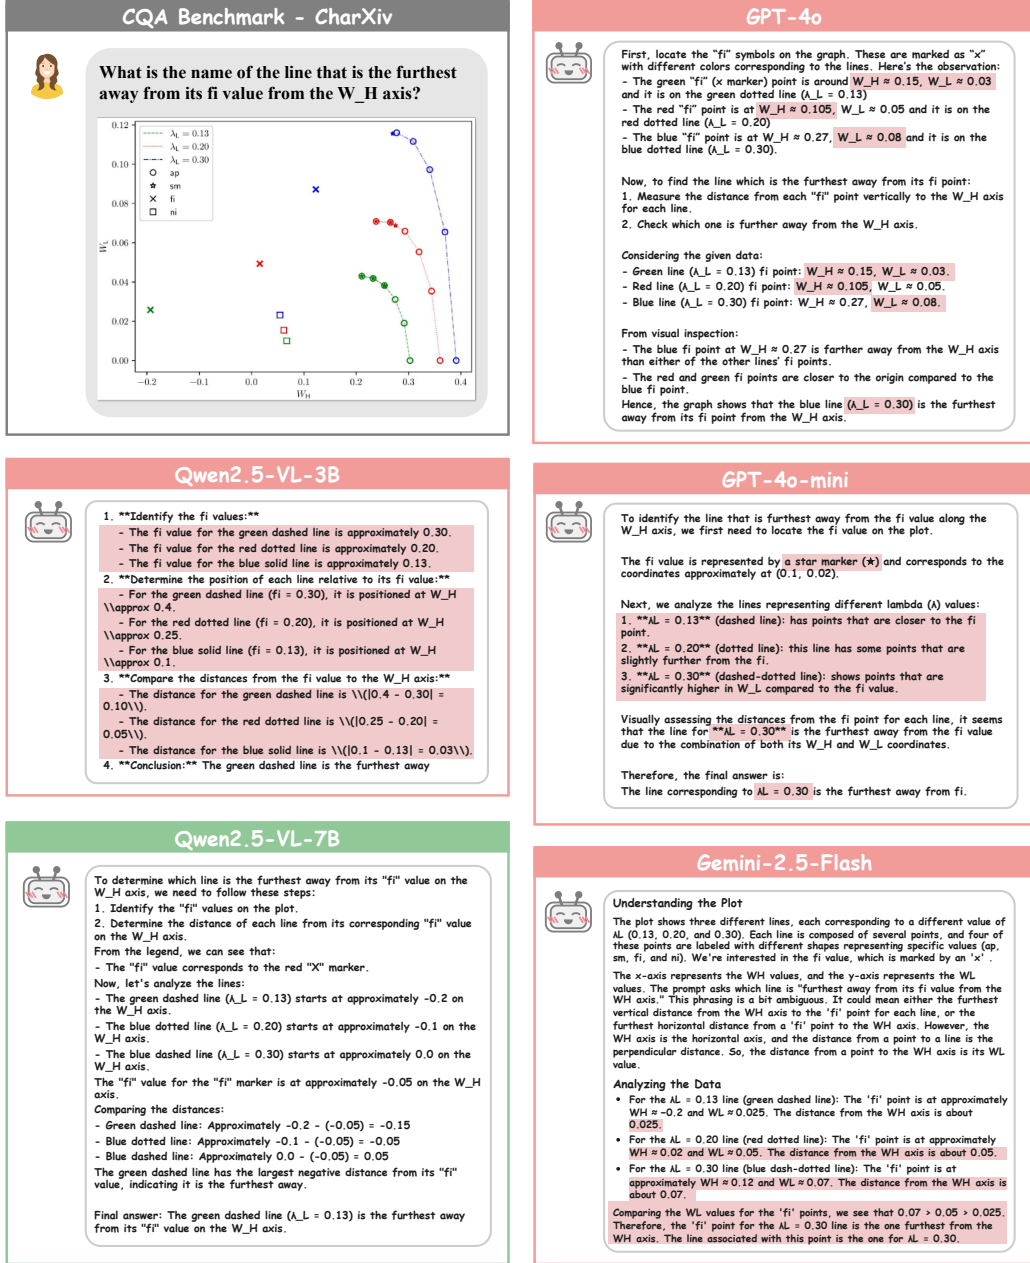 CQA Benchmark - CharXiv
What is the name of the line that is the furthest
away from its fi value from the W_H axis?
λL = 0.13
λL = 0.20
λL = 0.30
ap
sm
fi
ni
0.12
0.10
0.08
0.06
0.04
0.02
0.00
WL
−0.2 −0.1 0.0 0.1 0.2 0.3 0.4
WH
GPT-4o
First, locate the "fi" symbols on the graph. These are marked as "x"
with different colors corresponding to the lines. Here's the observation:
- The green "fi" (x marker) point is around W_H ≈ 0.15, W_L ≈ 0.03
and it is on the green dotted line (∧_L = 0.13)
- The red "fi" point is at W_H ≈ 0.105, W_L ≈ 0.05 and it is on the
red dotted line (∧_L = 0.20)
- The blue "fi" point is at W_H ≈ 0.27, W_L ≈ 0.08 and it is on the
blue dotted line (∧_L = 0.30).
Now, to find the line which is the furthest away from its fi point:
1. Measure the distance from each "fi" point vertically to the W_H axis
for each line.
2. Check which one is further away from the W_H axis.
Considering the given data:
- Green line (∧_L = 0.13) fi point: W_H ≈ 0.15, W_L ≈ 0.03.
- Red line (∧_L = 0.20) fi point: W_H ≈ 0.105, W_L ≈ 0.05.
- Blue line (∧_L = 0.30) fi point: W_H ≈ 0.27, W_L ≈ 0.08.
From visual inspection:
- The blue fi point at W_H ≈ 0.27 is farther away from the W_H axis
than either of the other lines' fi points.
- The red and green fi points are closer to the origin compared to the
blue fi point.
Hence, the graph shows that the blue line (∧_L = 0.30) is the furthest
away from its fi point from the W_H axis.
Qwen2.5-VL-3B
1. **Identify the fi values:**
- The fi value for the green dashed line is approximately 0.30.
- The fi value for the red dotted line is approximately 0.20.
- The fi value for the blue solid line is approximately 0.13.
2. **Determine the position of each line relative to its fi value:**
- For the green dashed line (fi = 0.30), it is positioned at W_H
\\approx 0.4.
- For the red dotted line (fi = 0.20), it is positioned at W_H
\\approx 0.25.
- For the blue solid line (fi = 0.13), it is positioned at W_H
\\approx 0.1.
3. **Compare the distances from the fi value to the W_H axis:**
- The distance for the green dashed line is \\(|0.4 - 0.30| =
0.10\\).
- The distance for the red dotted line is \\(|0.25 - 0.20| =
0.05\\).
- The distance for the blue solid line is \\(|0.1 - 0.13| = 0.03\\).
4. **Conclusion:** The green dashed line is the furthest away
GPT-4o-mini
To identify the line that is furthest away from the fi value along the
W_H axis, we first need to locate the fi value on the plot.
The fi value is represented by a star marker (★) and corresponds to the
coordinates approximately at (0.1, 0.02).
Next, we analyze the lines representing different lambda (λ) values:
1. **∧L = 0.13** (dashed line): has points that are closer to the fi
point.
2. **∧L = 0.20** (dotted line): this line has some points that are
slightly further from the fi.
3. **∧L = 0.30** (dashed-dotted line): shows points that are
significantly higher in W_L compared to the fi value.
Visually assessing the distances from the fi point for each line, it seems
that the line for **∧L = 0.30** is the furthest away from the fi value
due to the combination of both its W_H and W_L coordinates.
Therefore, the final answer is:
The line corresponding to ∧L = 0.30 is the furthest away from fi.
Qwen2.5-VL-7B
To determine which line is the furthest away from its "fi" value on the
W_H axis, we need to follow these steps:
1. Identify the "fi" values on the plot.
2. Determine the distance of each line from its corresponding "fi" value
on the W_H axis.
From the legend, we can see that:
- The "fi" value corresponds to the red "X" marker.
Now, let's analyze the lines:
- The green dashed line (∧_L = 0.13) starts at approximately -0.2 on
the W_H axis.
- The blue dotted line (∧_L = 0.20) starts at approximately -0.1 on the
W_H axis.
- The blue dashed line (∧_L = 0.30) starts at approximately 0.0 on the
W_H axis.
The "fi" value for the "fi" marker is at approximately -0.05 on the W_H
axis.
Comparing the distances:
- Green dashed line: Approximately -0.2 - (-0.05) = -0.15
- Blue dotted line: Approximately -0.1 - (-0.05) = -0.05
- Blue dashed line: Approximately 0.0 - (-0.05) = 0.05
The green dashed line has the largest negative distance from its "fi"
value, indicating it is the furthest away.
Final answer: The green dashed line (∧_L = 0.13) is the furthest away
from its "fi" value on the W_H axis.
Gemini-2.5-Flash
Understanding the Plot
The plot shows three different lines, each corresponding to a different value of
∧L (0.13, 0.20, and 0.30). Each line is composed of several points, and four of
these points are labeled with different shapes representing specific values (ap,
sm, fi, and ni). We're interested in the fi value, which is marked by an 'x' .
The x-axis represents the WH values, and the y-axis represents the WL
values. The prompt asks which line is "furthest away from its fi value from the
WH axis." This phrasing is a bit ambiguous. It could mean either the furthest
vertical distance from the WH axis to the 'fi' point for each line, or the
furthest horizontal distance from a 'fi' point to the WH axis. However, the
WH axis is the horizontal axis, and the distance from a point to a line is the
perpendicular distance. So, the distance from a point to the WH axis is its WL
value.
Analyzing the Data
• For the ∧L = 0.13 line (green dashed line): The 'fi' point is at approximately
WH ≈ −0.2 and WL ≈ 0.025. The distance from the WH axis is about
0.025.
• For the ∧L = 0.20 line (red dotted line): The 'fi' point is at approximately
WH ≈ 0.02 and WL ≈ 0.05. The distance from the WH axis is about 0.05.
• For the ∧L = 0.30 line (blue dash-dotted line): The 'fi' point is at
approximately WH ≈ 0.12 and WL ≈ 0.07. The distance from the WH axis is
about 0.07.
Comparing the WL values for the 'fi' points, we see that 0.07 > 0.05 > 0.025.
Therefore, the 'fi' point for the ∧L = 0.30 line is the one furthest from the
WH axis. The line associated with this point is the one for ∧L = 0.30.